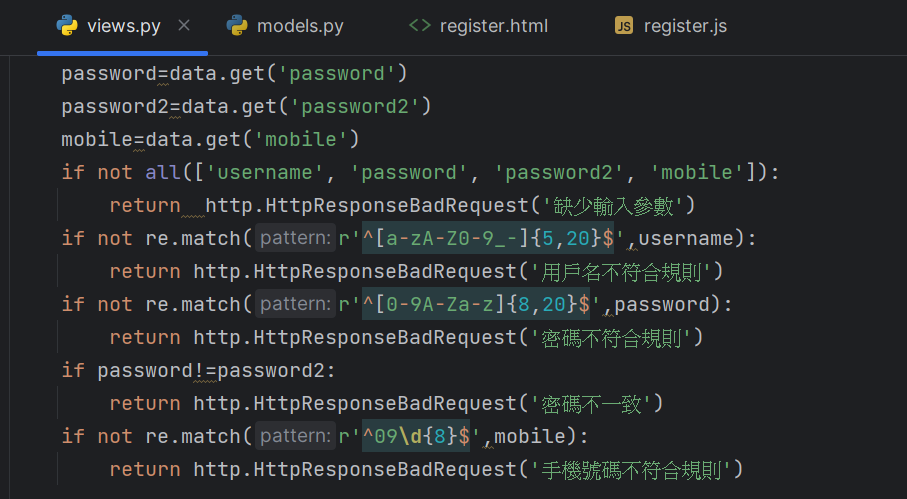 views.py × models.py <> register.html JS register.js
password=data.get('password')
password2=data.get('password2')
mobile=data.get('mobile')
if not all(['username', 'password', 'password2', 'mobile']):
return  http.HttpResponseBadRequest('缺少輸入參數')
if not re.match( pattern: r'^[a-zA-Z0-9_-]{5,20}$',username):
return http.HttpResponseBadRequest('用戶名不符合規則')
if not re.match( pattern: r'^[0-9A-Za-z]{8,20}$',password):
return http.HttpResponseBadRequest('密碼不符合規則')
if password!=password2:
return http.HttpResponseBadRequest('密碼不一致')
if not re.match( pattern: r'^09\d{8}$',mobile):
return http.HttpResponseBadRequest('手機號碼不符合規則')